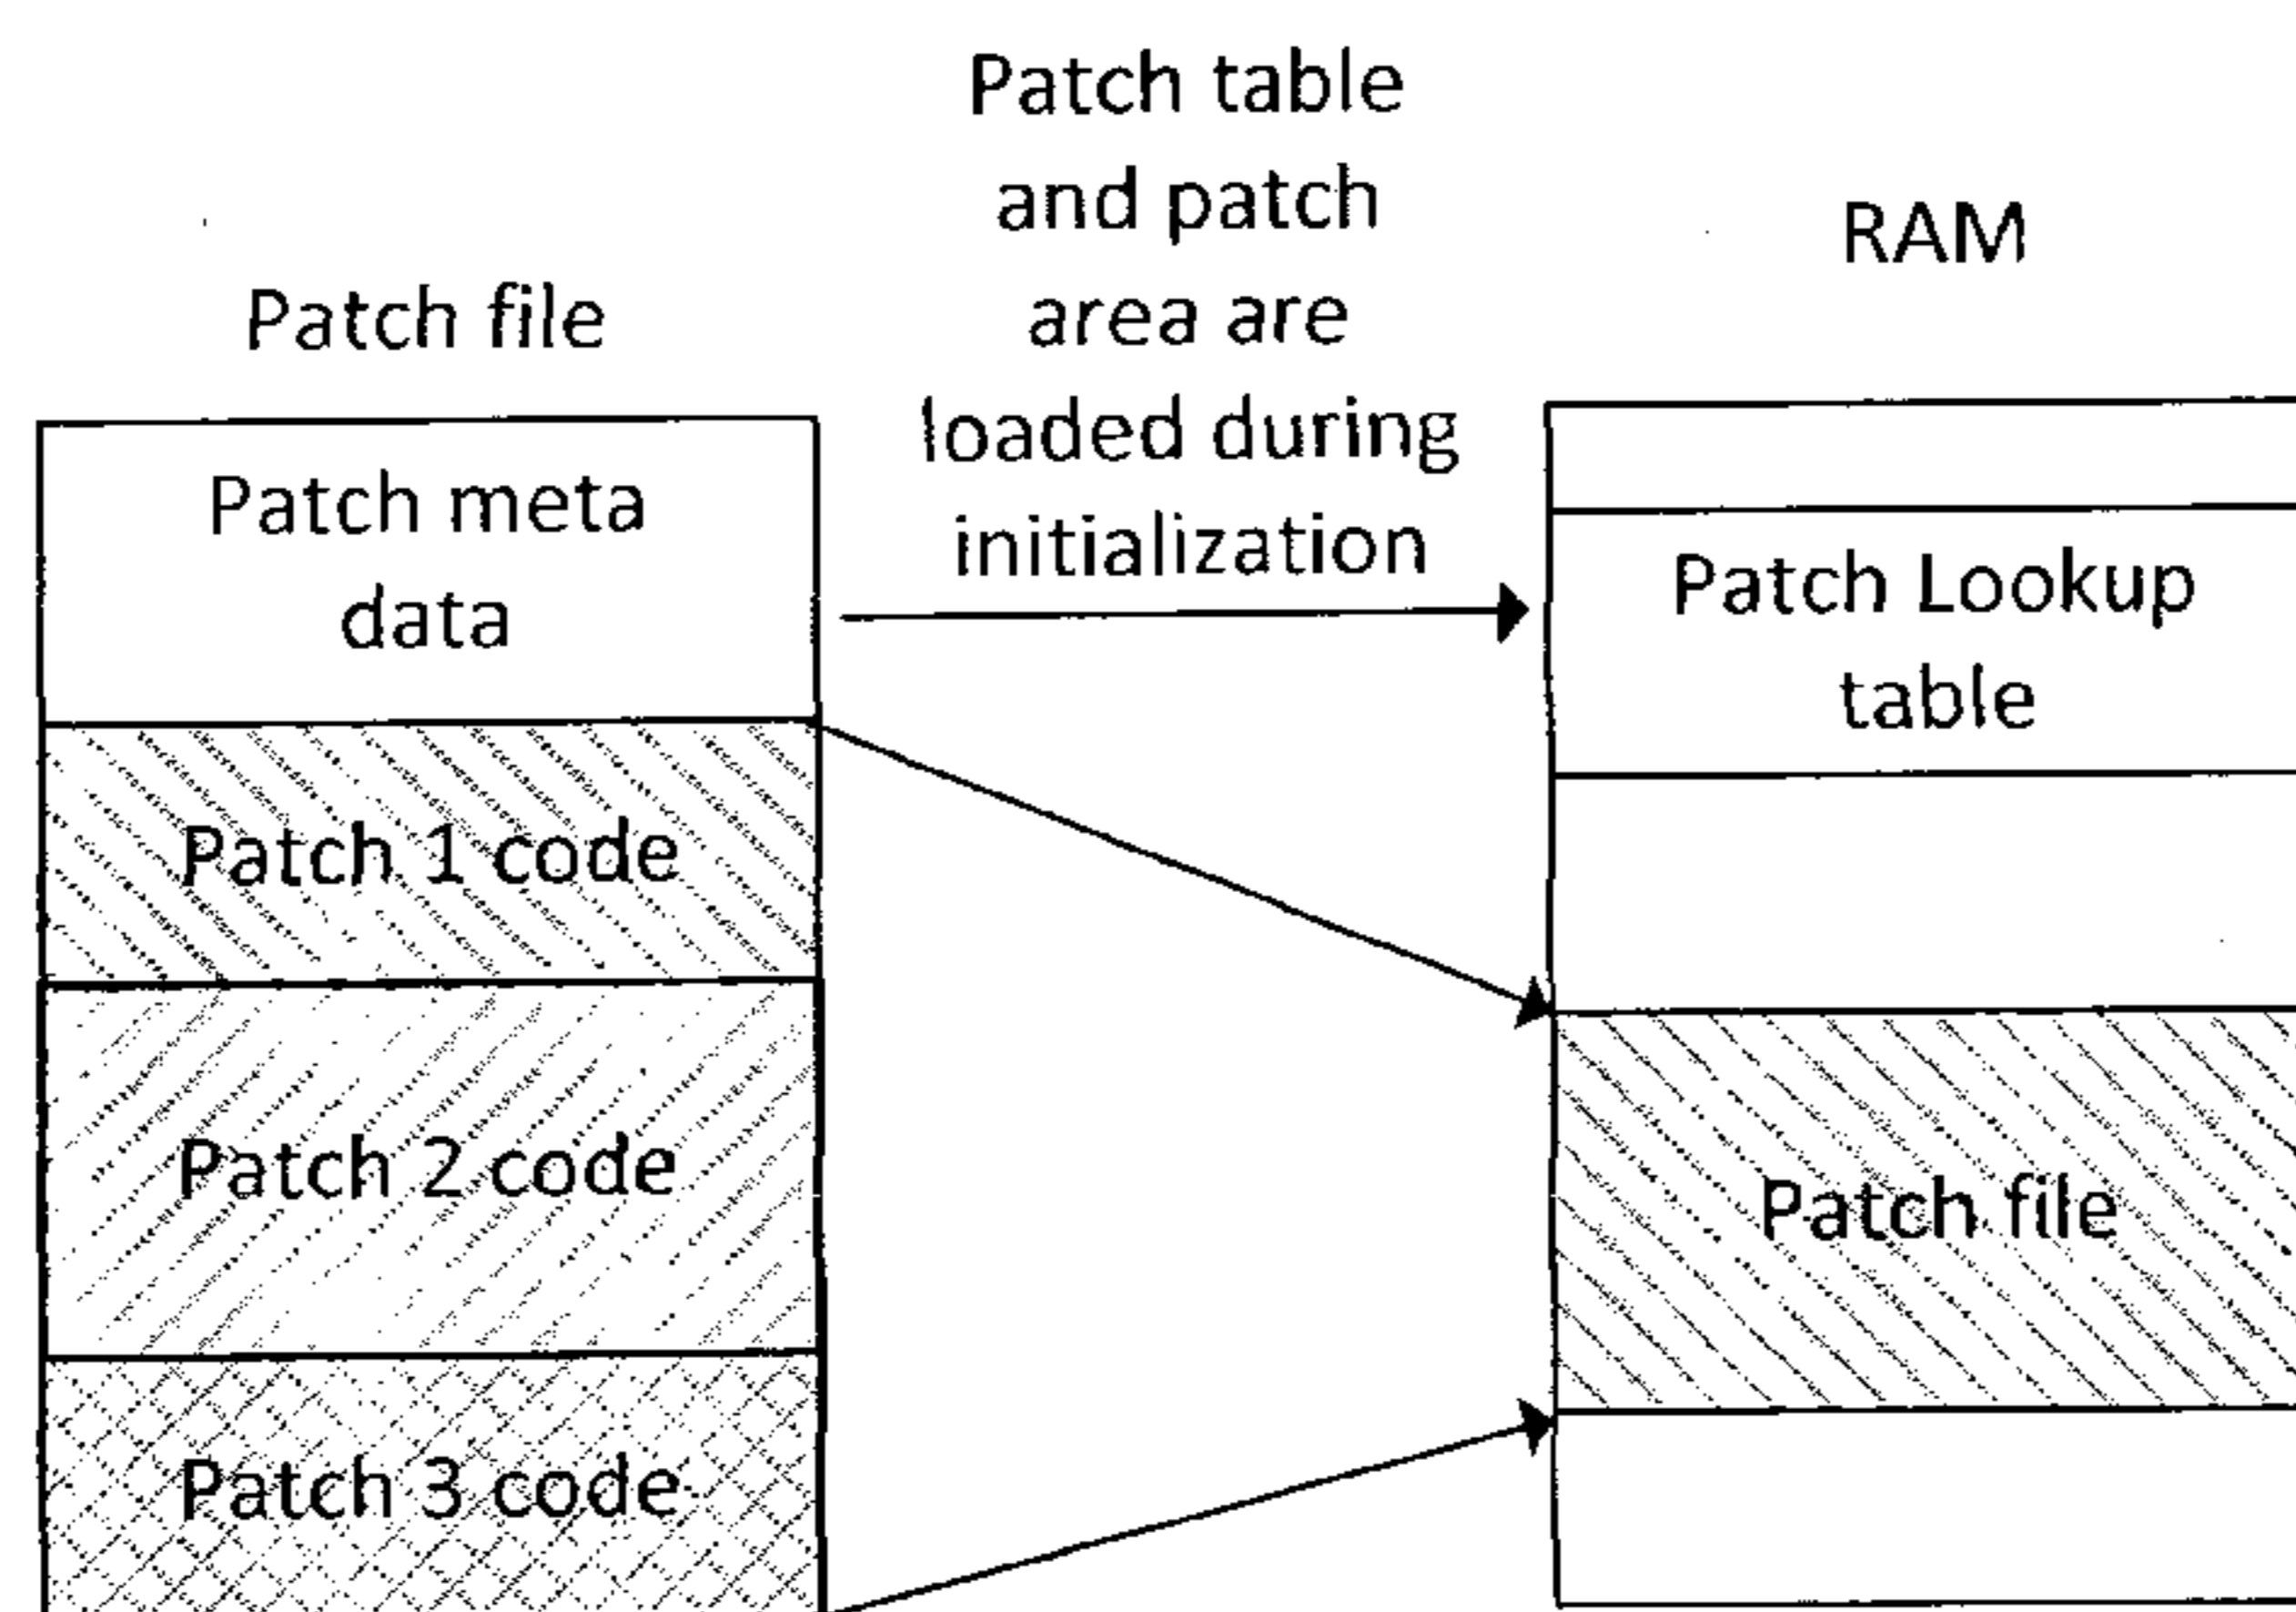 Patch table
and patch
area are
loaded during
initialization
RAM
Patch file
Patch meta
data
Patch 1 code
Patch 2 code
Patch 3 code
Patch Lookup
table
Patch file